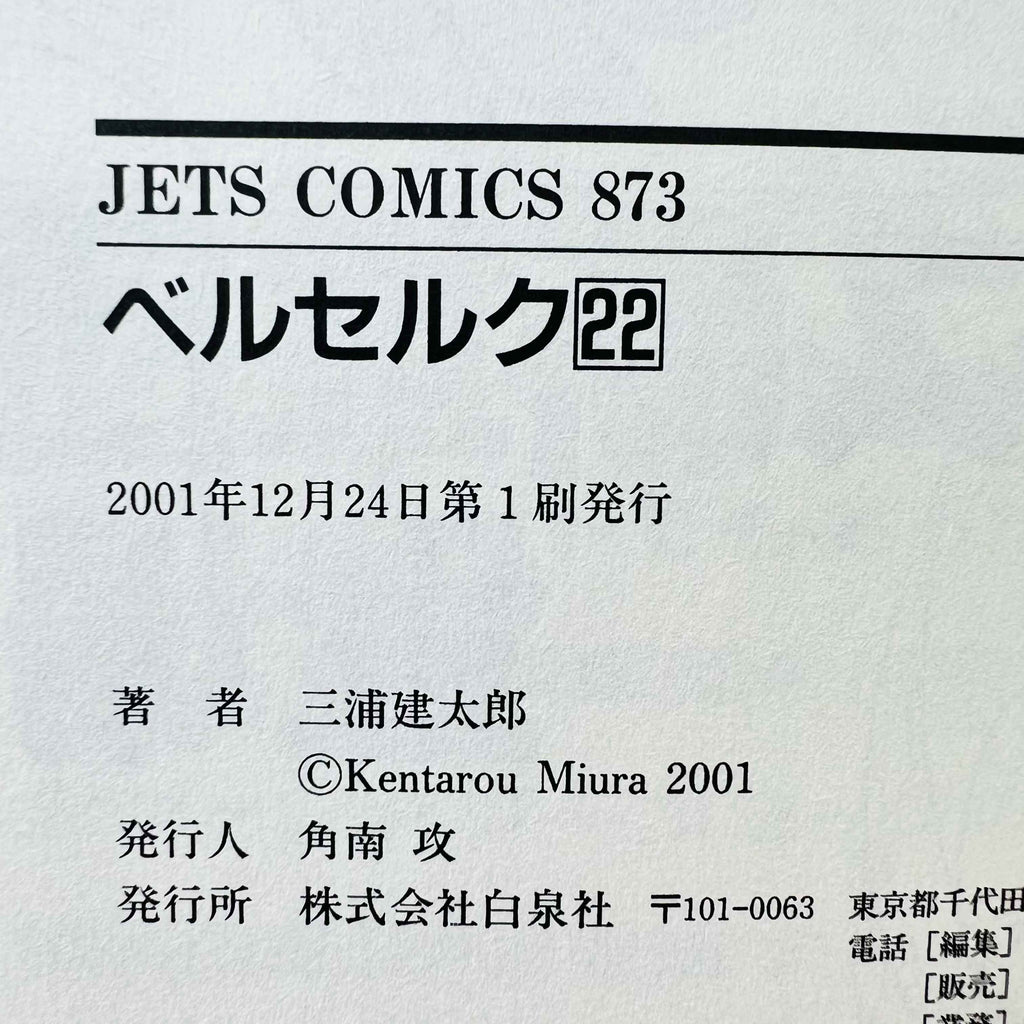 JETS COMICS 873
ベルセルク22
2001年12月24日第1刷発行
著 者 三浦建太郎
©Kentarou Miura 2001
発行人 角南 攻
発行所 株式会社白泉社 〒101-0063 東京都千代田
電話 [編集]
[販売]
[業務]